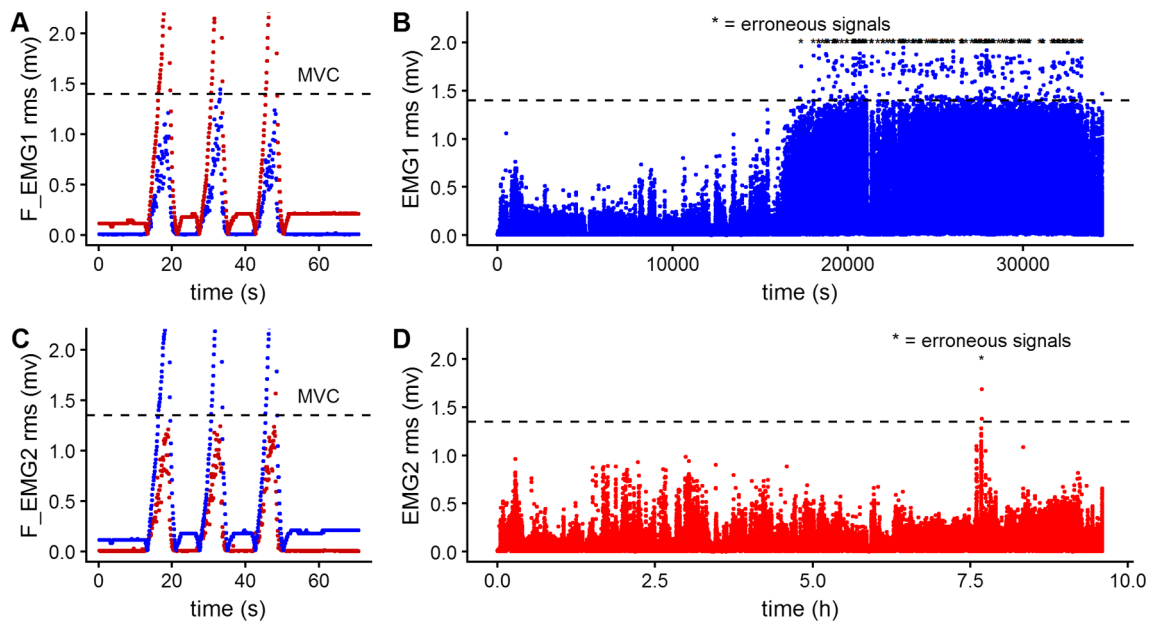 A
F_EMG1 rms (mv)
2.0
1.5
1.0
0.5
0.0
MVC
0 20 40 60
time (s)
B
* = erroneous signals
EMG1 rms (mv)
2.0
1.5
1.0
0.5
0.0
0 10000 20000 30000
time (s)
C
F_EMG2 rms (mv)
2.0
1.5
1.0
0.5
0.0
MVC
0 20 40 60
time (s)
D
* = erroneous signals
*
EMG2 rms (mv)
2.0
1.5
1.0
0.5
0.0
0.0 2.5 5.0 7.5 10.0
time (h)